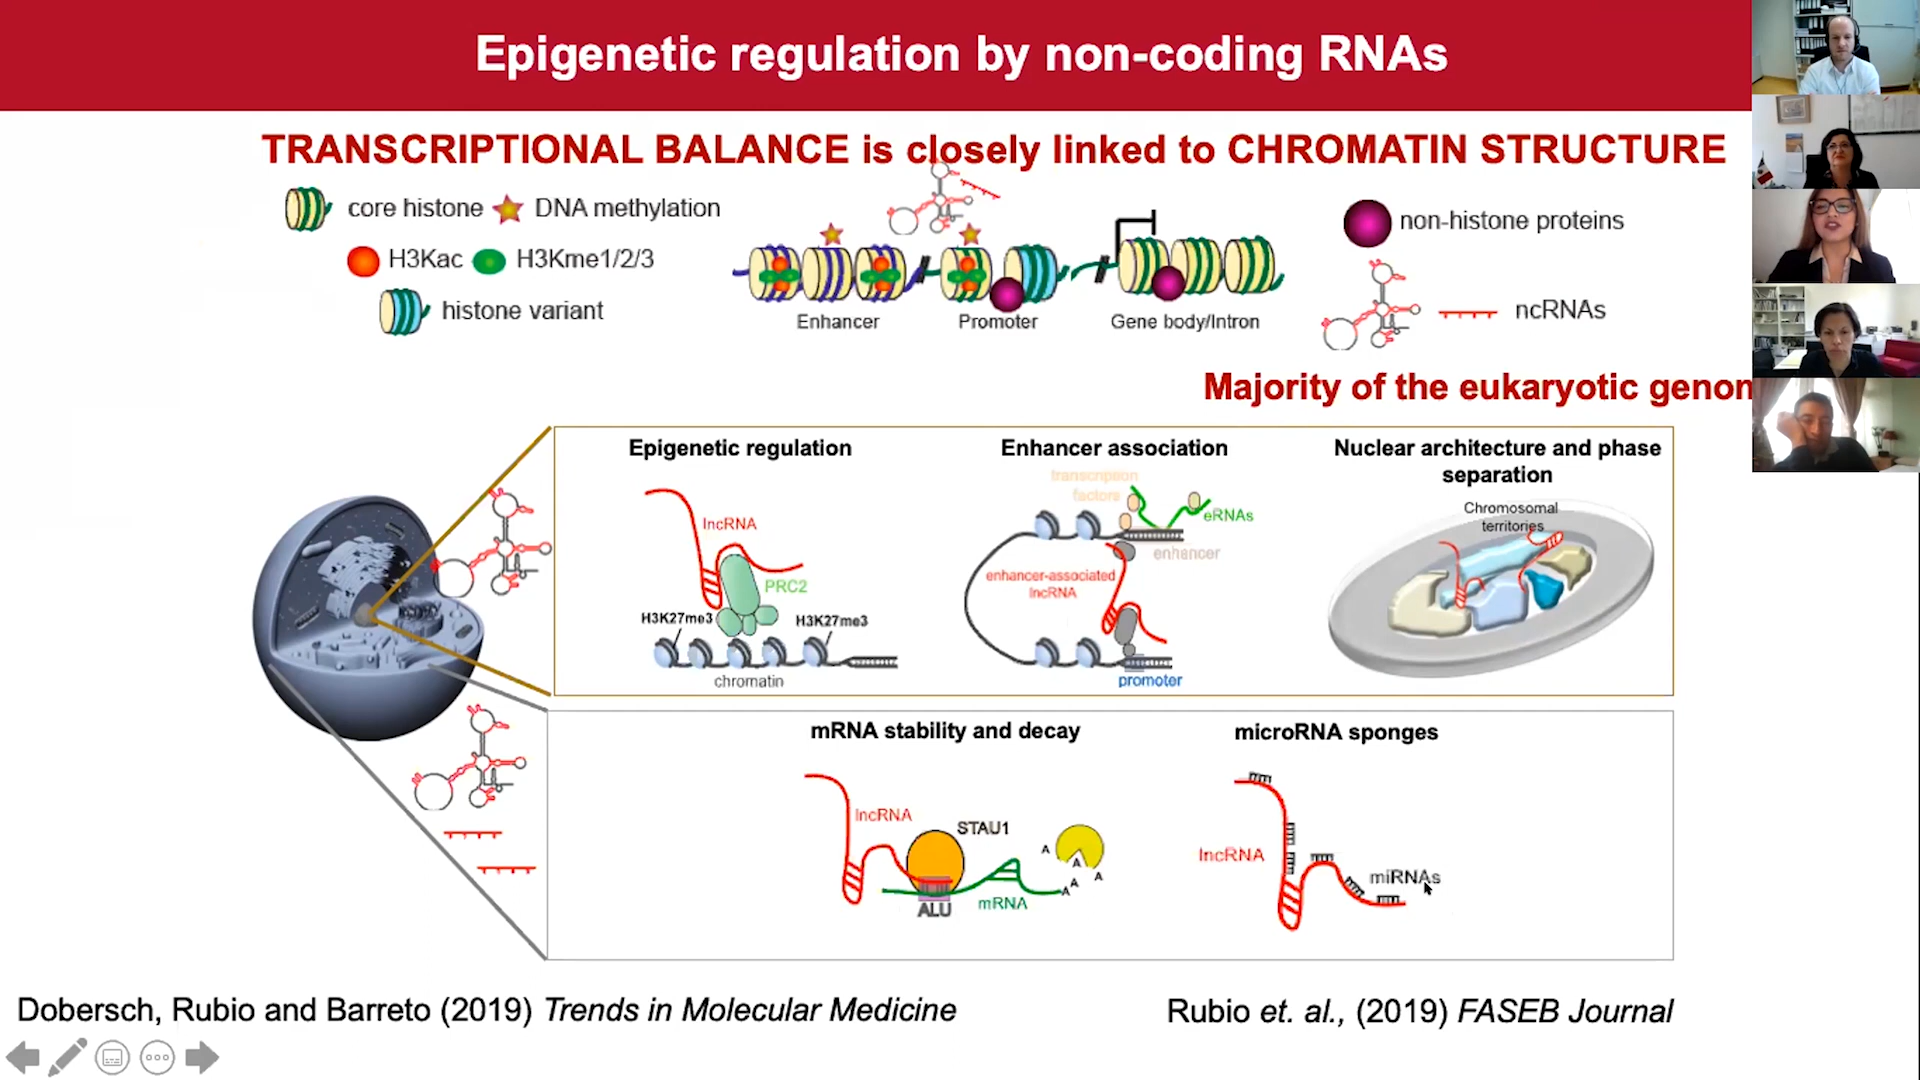 Epigenetic regulation by non-coding RNAs
TRANSCRIPTIONAL BALANCE is closely linked to CHROMATIN STRUCTURE
core histone
DNA methylation
H3Kac
H3Kme1/2/3
histone variant
Enhancer
Promoter
Gene body/Intron
non-histone proteins
ncRNAs
Majority of the eukaryotic genom
Epigenetic regulation
lncRNA
PRC2
H3K27me3
H3K27me3
chromatin
Enhancer association
transcription
factors
eRNAs
enhancer
enhancer-associated
lncRNA
promoter
Nuclear architecture and phase
separation
Chromosomal
territories
mRNA stability and decay
lncRNA
STAU1
ALU
mRNA
A
A
A
A
A
microRNA sponges
lncRNA
miRNAs
Dobersch, Rubio and Barreto (2019) Trends in Molecular Medicine
Rubio et. al., (2019) FASEB Journal